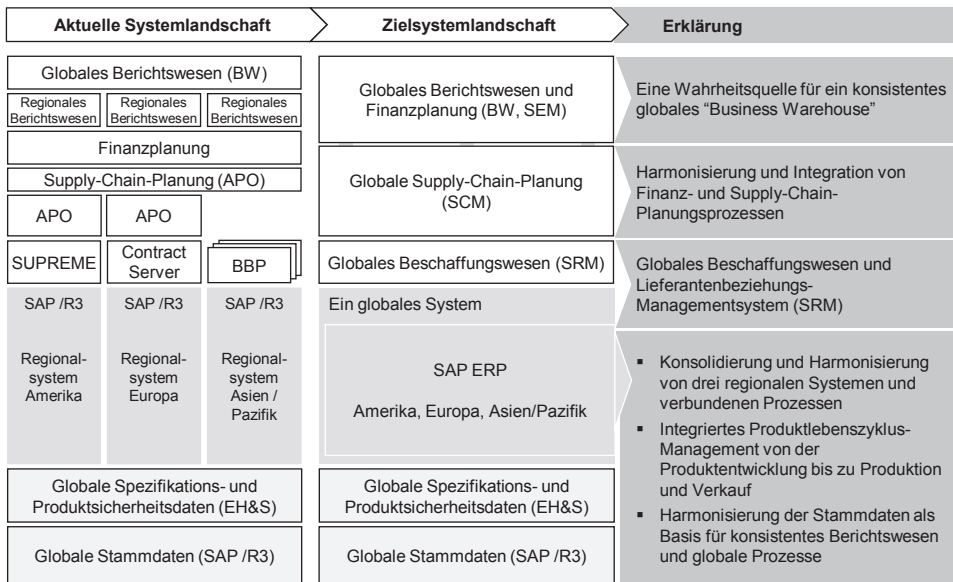 Aktuelle Systemlandschaft
Zielsystemlandschaft
Erklärung
Globales Berichtswesen (BW)
Regionales
Berichtswesen
Regionales
Berichtswesen
Regionales
Berichtswesen
Finanzplanung
Supply-Chain-Planung (APO)
APO
APO
SUPREME
Contract
Server
BBP
SAP /R3
SAP /R3
SAP /R3
Regional-
system
Amerika
Regional-
system
Europa
Regional-
system
Asien /
Pazifik
Globale Spezifikations- und
Produktsicherheitsdaten (EH&S)
Globale Stammdaten (SAP /R3)
Globales Berichtswesen und
Finanzplanung (BW, SEM)
Globale Supply-Chain-Planung
(SCM)
Globales Beschaffungswesen (SRM)
Ein globales System
SAP ERP
Amerika, Europa, Asien/Pazifik
Globale Spezifikations- und
Produktsicherheitsdaten (EH&S)
Globale Stammdaten (SAP /R3)
Eine Wahrheitsquelle für ein konsistentes
globales “Business Warehouse”
Harmonisierung und Integration von
Finanz- und Supply-Chain-
Planungsprozessen
Globales Beschaffungswesen und
Lieferantenbeziehungs-
Managementsystem (SRM)
▪ Konsolidierung und Harmonisierung
von drei regionalen Systemen und
verbundenen Prozessen
▪ Integriertes Produktlebenszyklus-
Management von der
Produktentwicklung bis zu Produktion
und Verkauf
▪ Harmonisierung der Stammdaten als
Basis für konsistentes Berichtswesen
und globale Prozesse